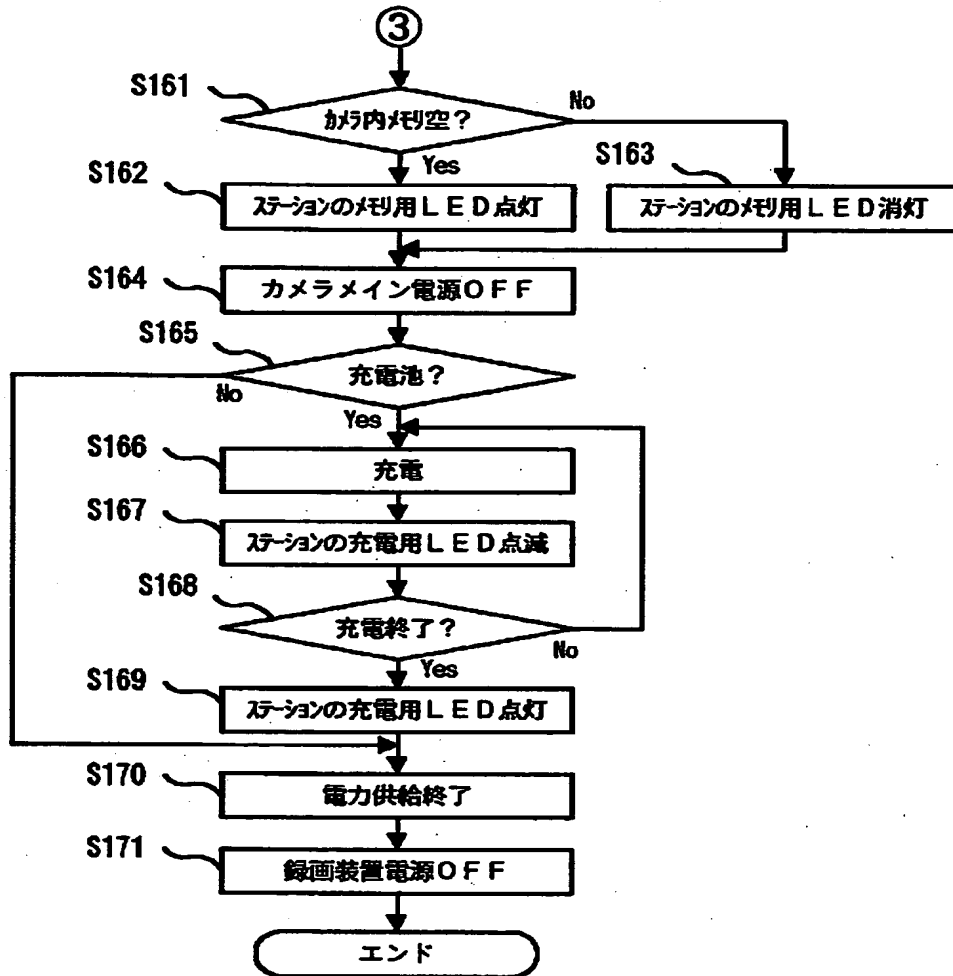 ③
S161
カメラ内メモリ空?
No
Yes
S162
ステーションのメモリ用LED点灯
S163
ステーションのメモリ用LED消灯
S164
カメラメイン電源OFF
S165
充電池?
No
Yes
S166
充電
S167
ステーションの充電用LED点滅
S168
充電終了?
No
Yes
S169
ステーションの充電用LED点灯
S170
電力供給終了
S171
録画装置電源OFF
エンド